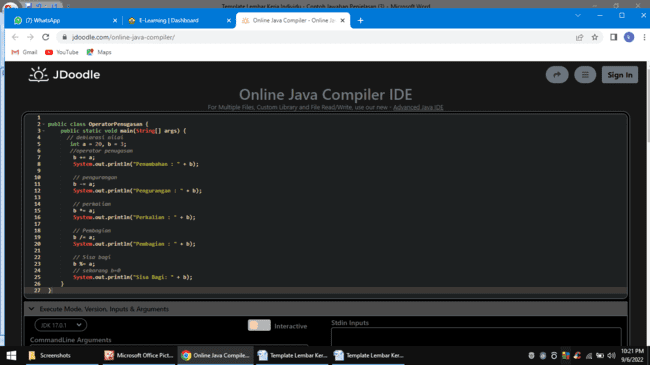 Template Lembar Kerja Individu - Contoh Jawaban Penjelasan (3) - Microsoft Word
(7) WhatsApp
E-Learning | Dashboard
Online Java Compiler - Online Ja
jdoodle.com/online-java-compiler/
Gmail
YouTube
Maps
JDoodle
Sign In
Online Java Compiler IDE
For Multiple Files, Custom Library and File Read/Write, use our new - Advanced Java IDE
1
2 public class OperatorPenugasan {
3 public static void main(String[] args) {
4 // deklarasi nilai
5 int a = 20, b = 3;
6 //operator penugasan
7 b += a;
8 System.out.println("Penambahan : " + b);
9
10 // pengurangan
11 b -= a;
12 System.out.println("Pengurangan : " + b);
13
14 // perkalian
15 b *= a;
16 System.out.println("Perkalian : " + b);
17
18 // Pembagian
19 b /= a;
20 System.out.println("Pembagian : " + b);
21
22 // Sisa bagi
23 b %= a;
24 // sekarang b=0
25 System.out.println("Sisa Bagi: " + b);
26 }
27 }
Execute Mode, Version, Inputs & Arguments
JDK 17.0.1
Interactive
Stdin Inputs
CommandLine Arguments
Screenshots
Microsoft Office Pict...
Online Java Compile...
Template Lembar Ker...
Template Lembar Ker...
10:21 PM
9/6/2022